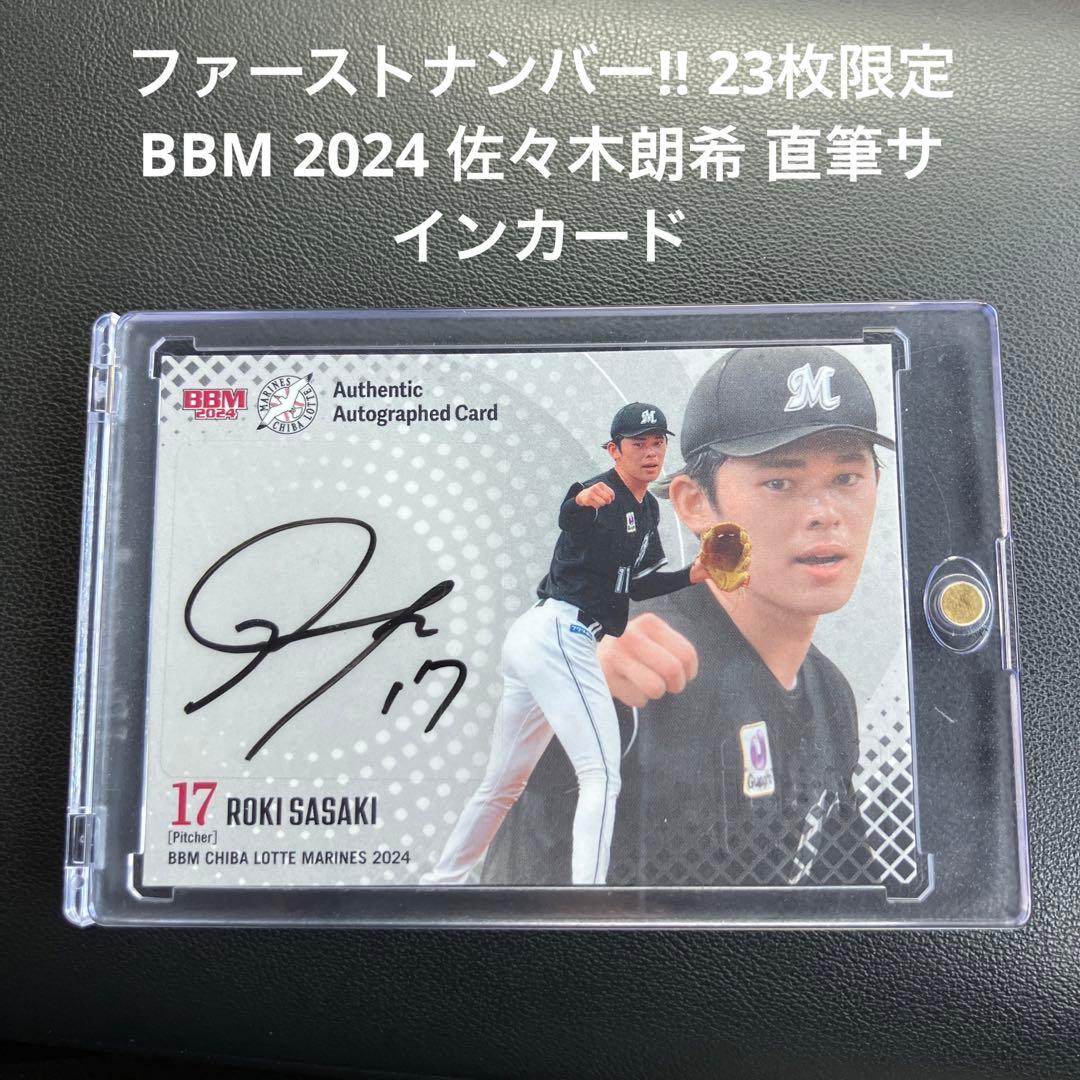 ファーストナンバー!! 23枚限定
BBM 2024 佐々木朗希 直筆サ
インカード
BBM
2024
MARINES
CHIBA LOTTE
Authentic
Autographed Card
M
17
17 ROKI SASAKI
[Pitcher]
BBM CHIBA LOTTE MARINES 2024